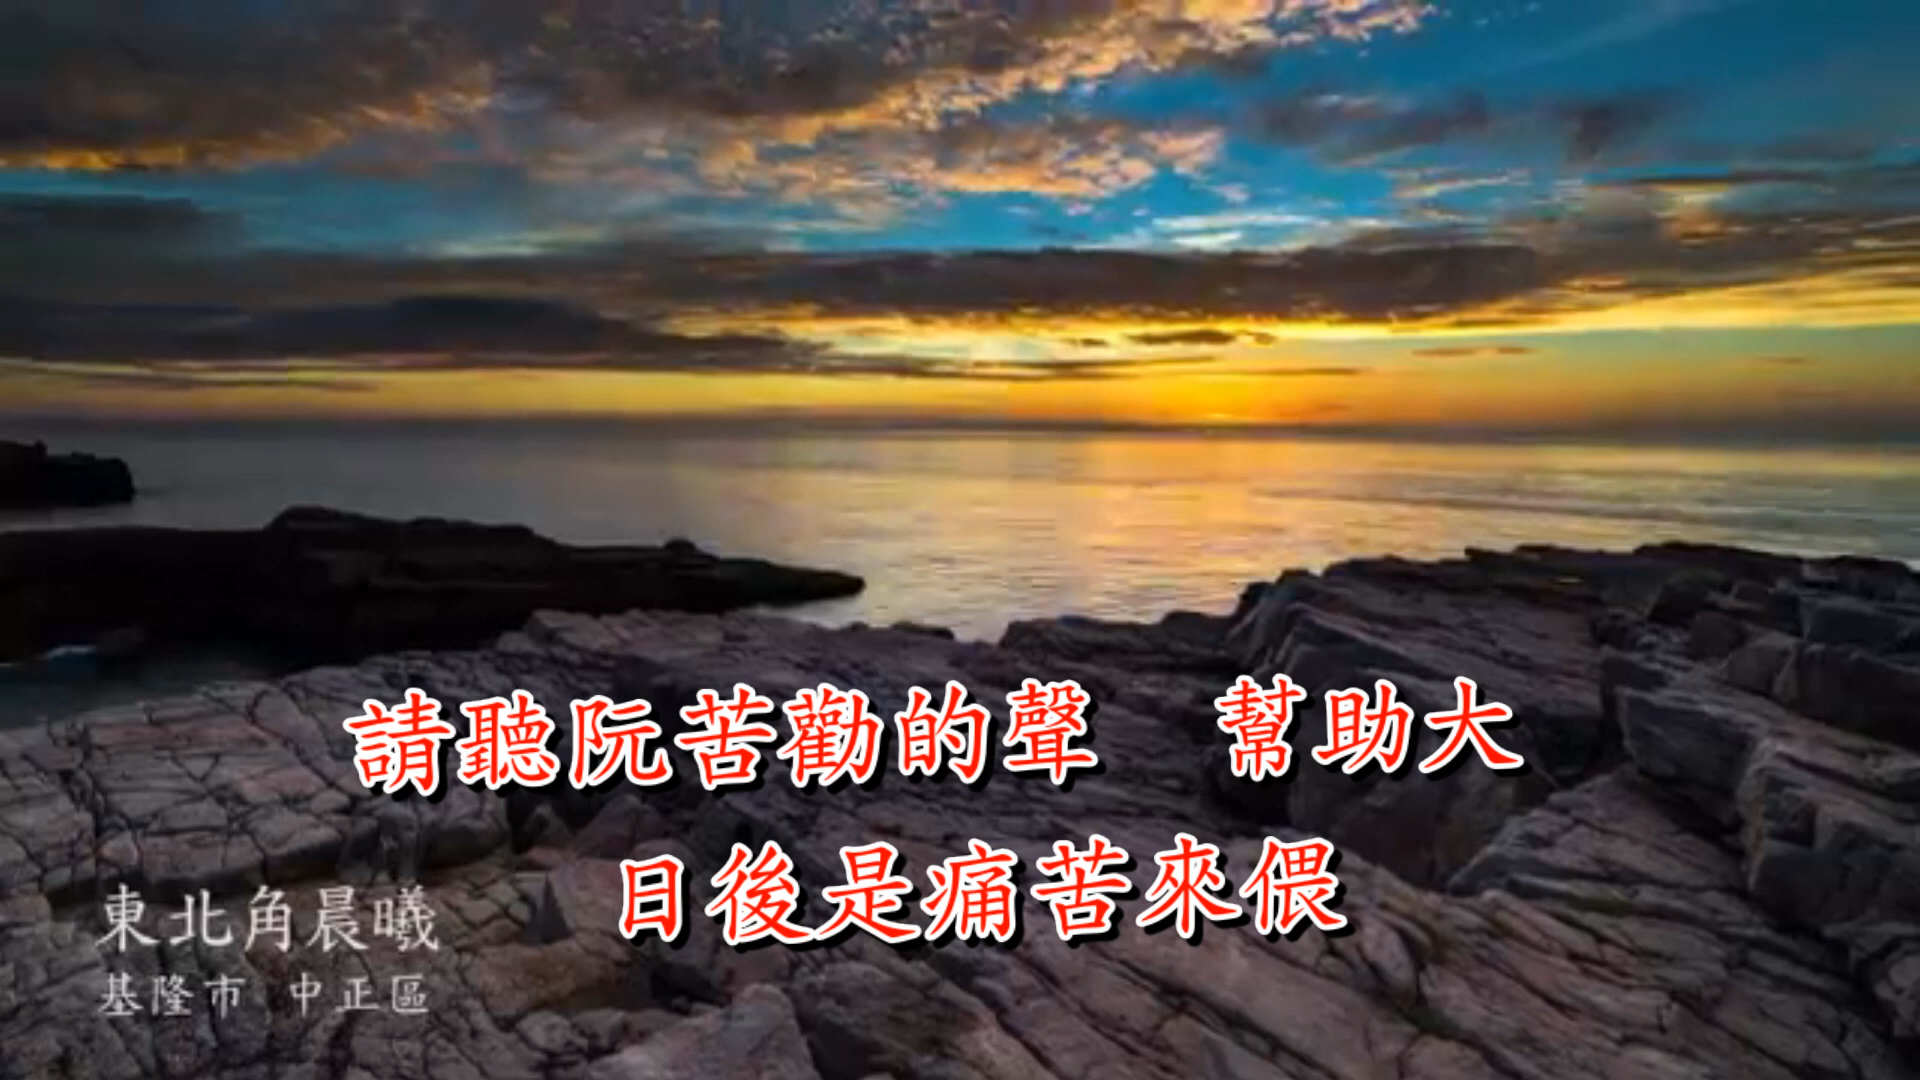 請聽阮苦勸的聲 幫助大
日後是痛苦來偎
東北角晨曦
基隆市 中正區